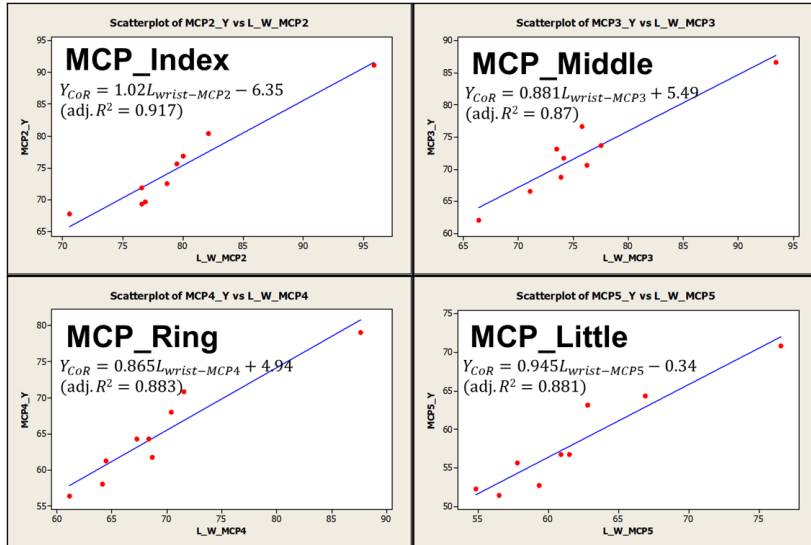 Scatterplot of MCP2_Y vs L_W_MCP2
MCP_Index
Y_CoR = 1.02L_wrist−MCP2 − 6.35
(adj. R² = 0.917)
MCP2_Y
95
90
85
80
75
70
65
70 75 80 85 90 95
L_W_MCP2
Scatterplot of MCP3_Y vs L_W_MCP3
MCP_Middle
Y_CoR = 0.881L_wrist−MCP3 + 5.49
(adj. R² = 0.87)
MCP3_Y
90
85
80
75
70
65
60
65 70 75 80 85 90 95
L_W_MCP3
Scatterplot of MCP4_Y vs L_W_MCP4
MCP_Ring
Y_CoR = 0.865L_wrist−MCP4 + 4.94
(adj. R² = 0.883)
MCP4_Y
80
75
70
65
60
55
60 65 70 75 80 85 90
L_W_MCP4
Scatterplot of MCP5_Y vs L_W_MCP5
MCP_Little
Y_CoR = 0.945L_wrist−MCP5 − 0.34
(adj. R² = 0.881)
MCP5_Y
75
70
65
60
55
50
55 60 65 70 75
L_W_MCP5